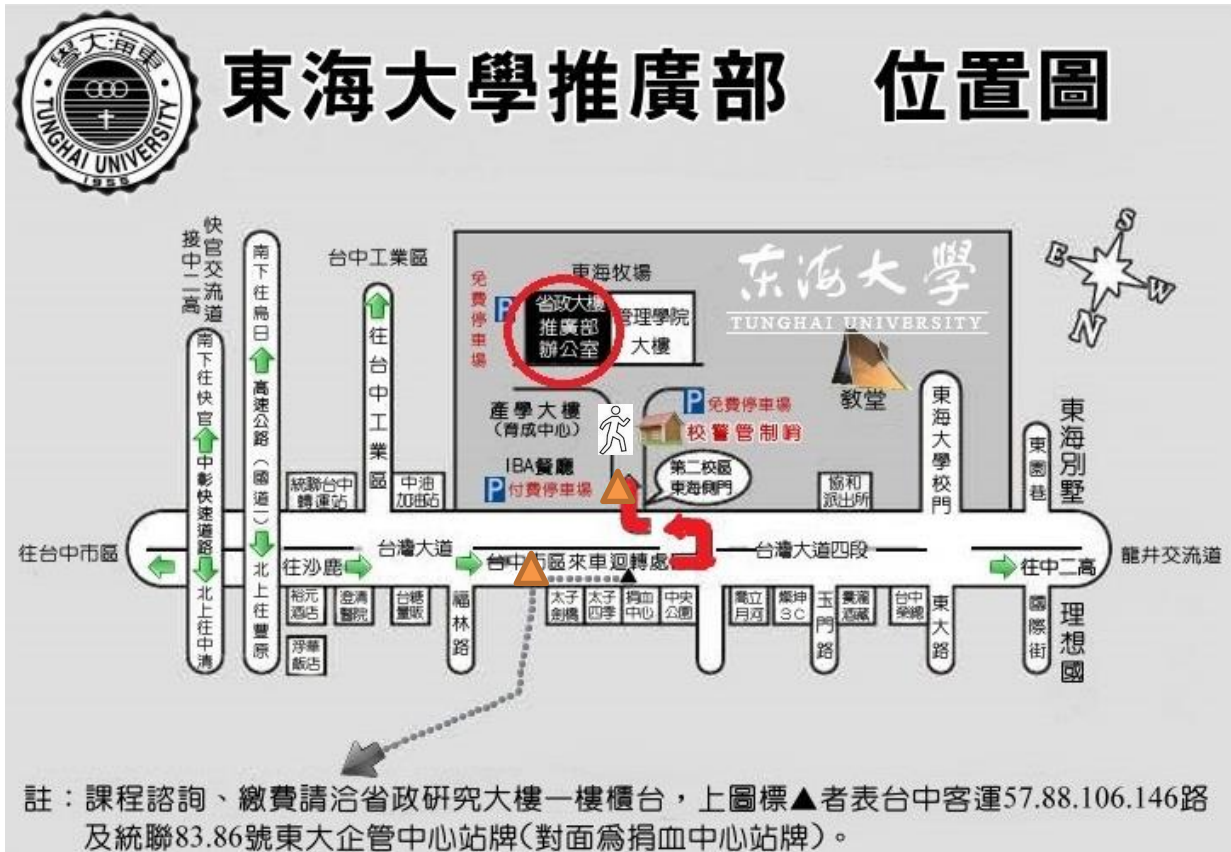 東海大學推廣部 位置圖
東海大學
TUNGHAI UNIVERSITY
1955
快官交流道
接中二高
南下往快官
中彰快速道路
北上往中清
南下往烏日
高速公路(國道一)
北上往豐原
台中工業區
往台中工業區
免費停車場
P
東海牧場
省政大樓
推廣部
辦公室
管理學院
大樓
東海大學
TUNGHAI UNIVERSITY
S
E
W
N
教堂
產學大樓
(育成中心)
P免費停車場
校警管制哨
IBA餐廳
P付費停車場
第二校區
東海側門
統聯台中
轉運站
中油
加油站
協和
派出所
東海大學校門
東園巷
東海別墅
往台中市區
往沙鹿
台灣大道
台中市區來車迴轉處
台灣大道四段
往中二高
龍井交流道
裕元
酒店
澄清
醫院
台糖
量販
福林路
太子
劍橋
太子
四季
捐血
中心
中央
公園
喬立
月河
燦坤
3C
玉門路
酒藏
台中
榮總
東大路
國際街
理想國
淨華
飯店
註:課程諮詢、繳費請洽省政研究大樓一樓櫃台,上圖標▲者表台中客運57.88.106.146路
及統聯83.86號東大企管中心站牌(對面為捐血中心站牌)。